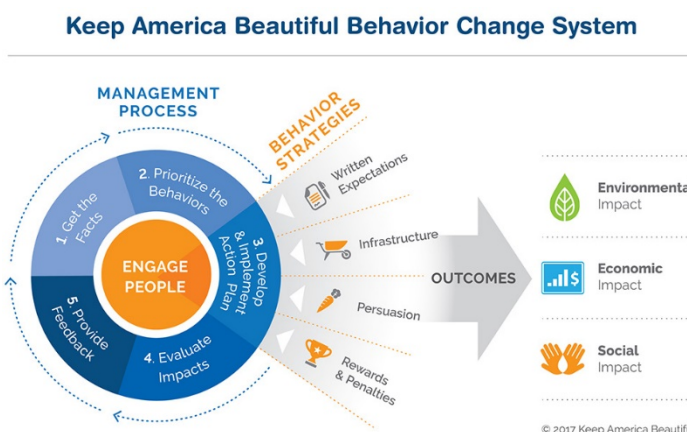 Keep America Beautiful Behavior Change System
MANAGEMENT
PROCESS
BEHAVIOR
STRATEGIES
1. Get the
Facts
2. Prioritize the
Behaviors
3. Develop
& Implement
Action Plan
4. Evaluate
Impacts
5. Provide
Feedback
ENGAGE
PEOPLE
Written
Expectations
Infrastructure
Persuasion
Rewards
& Penalties
OUTCOMES
Environmenta
Impact
$
Economic
Impact
Social
Impact
© 2017 Keep America Beautif